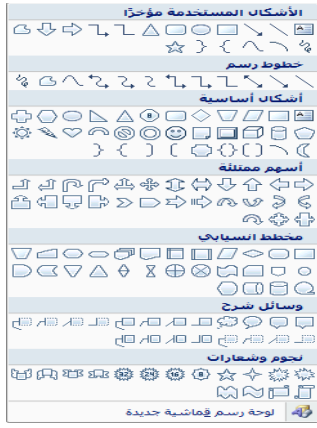 الأشكال المستخدمة مؤخرًا
خطوط رسم
أشكال أساسية
أسهم ممتلئة
مخطط انسيابي
وسائل شرح
نجوم وشعارات
لوحة رسم قماشية جديدة